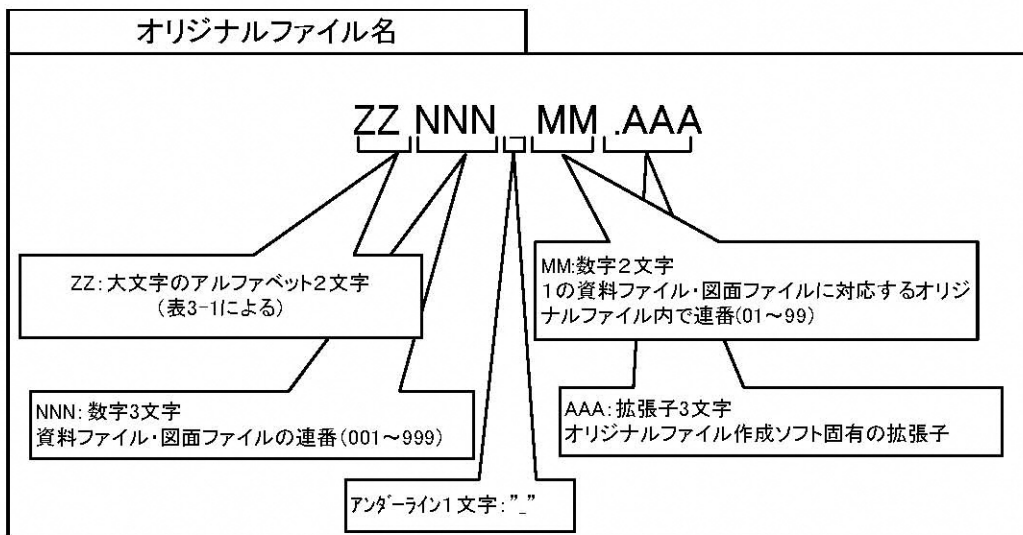 オリジナルファイル名
ZZ NNN _ MM .AAA
ZZ:大文字のアルファベット2文字
(表3-1による)
MM:数字2文字
1の資料ファイル・図面ファイルに対応するオリジ
ナルファイル内で連番(01～99)
NNN:数字3文字
資料ファイル・図面ファイルの連番(001～999)
AAA:拡張子3文字
オリジナルファイル作成ソフト固有の拡張子
アンダーライン1文字:"_"